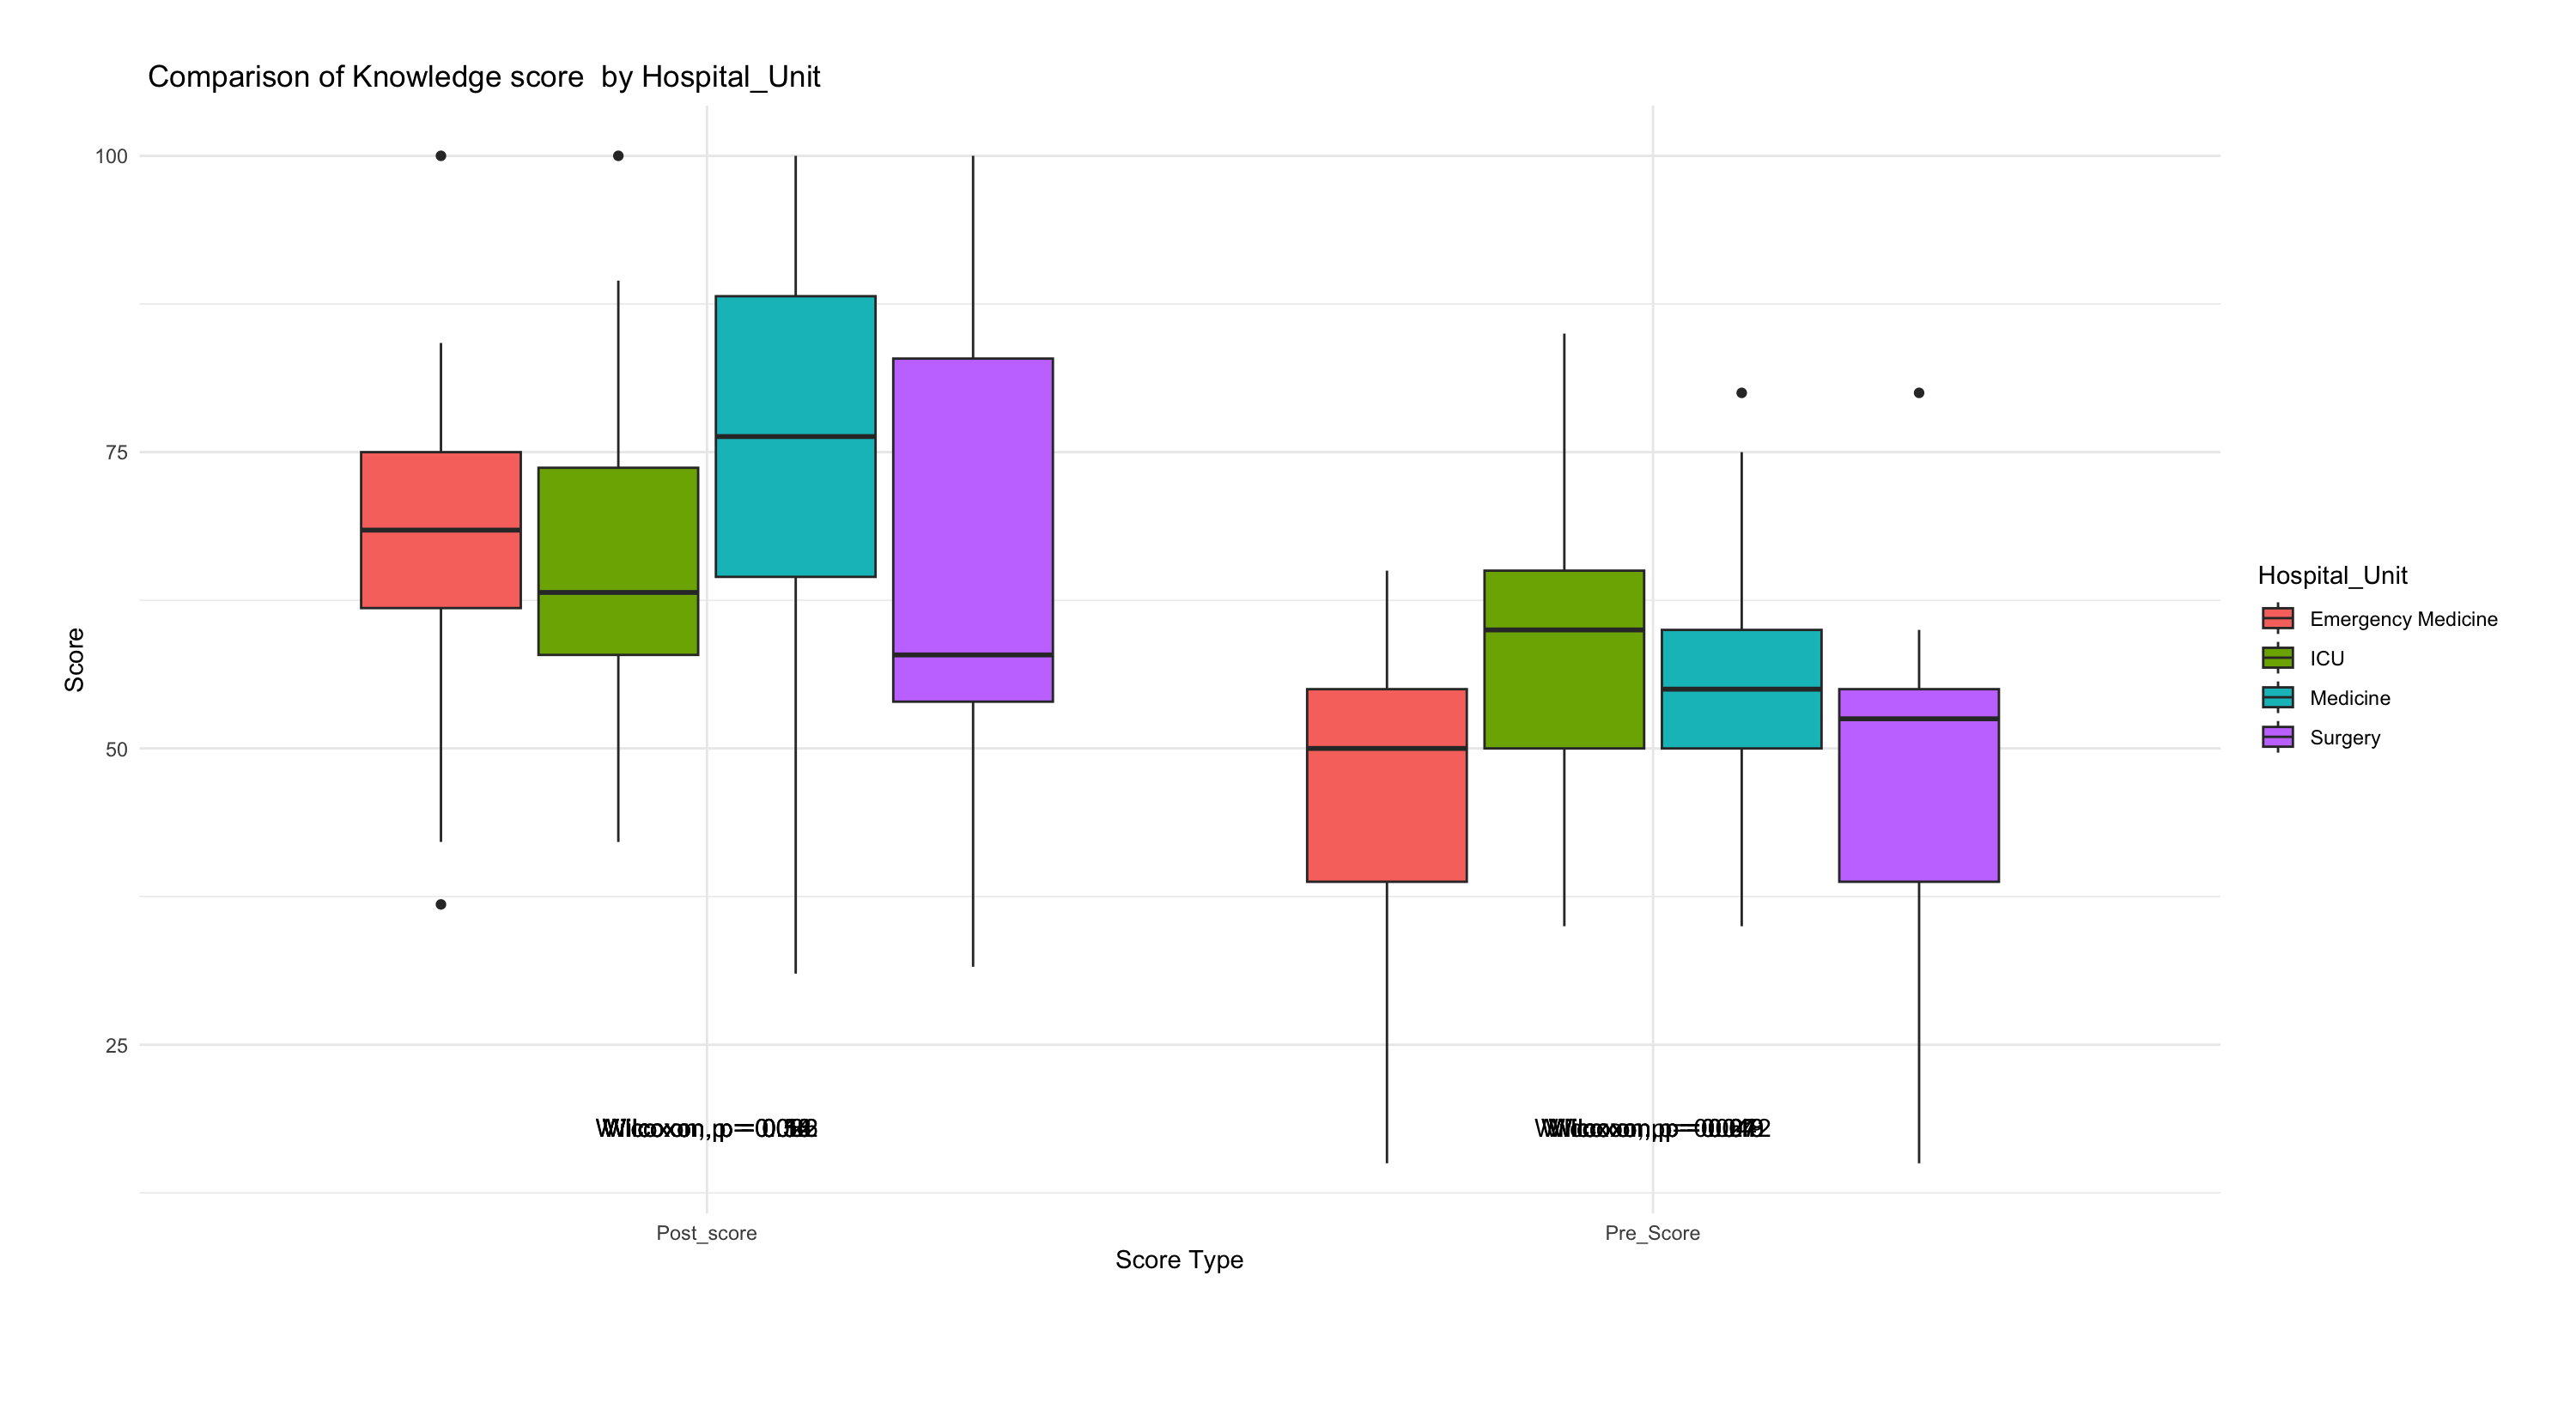 Comparison of Knowledge score  by Hospital_Unit
Score
100
75
50
25
Post_score
Pre_Score
Score Type
Hospital_Unit
Emergency Medicine
ICU
Medicine
Surgery